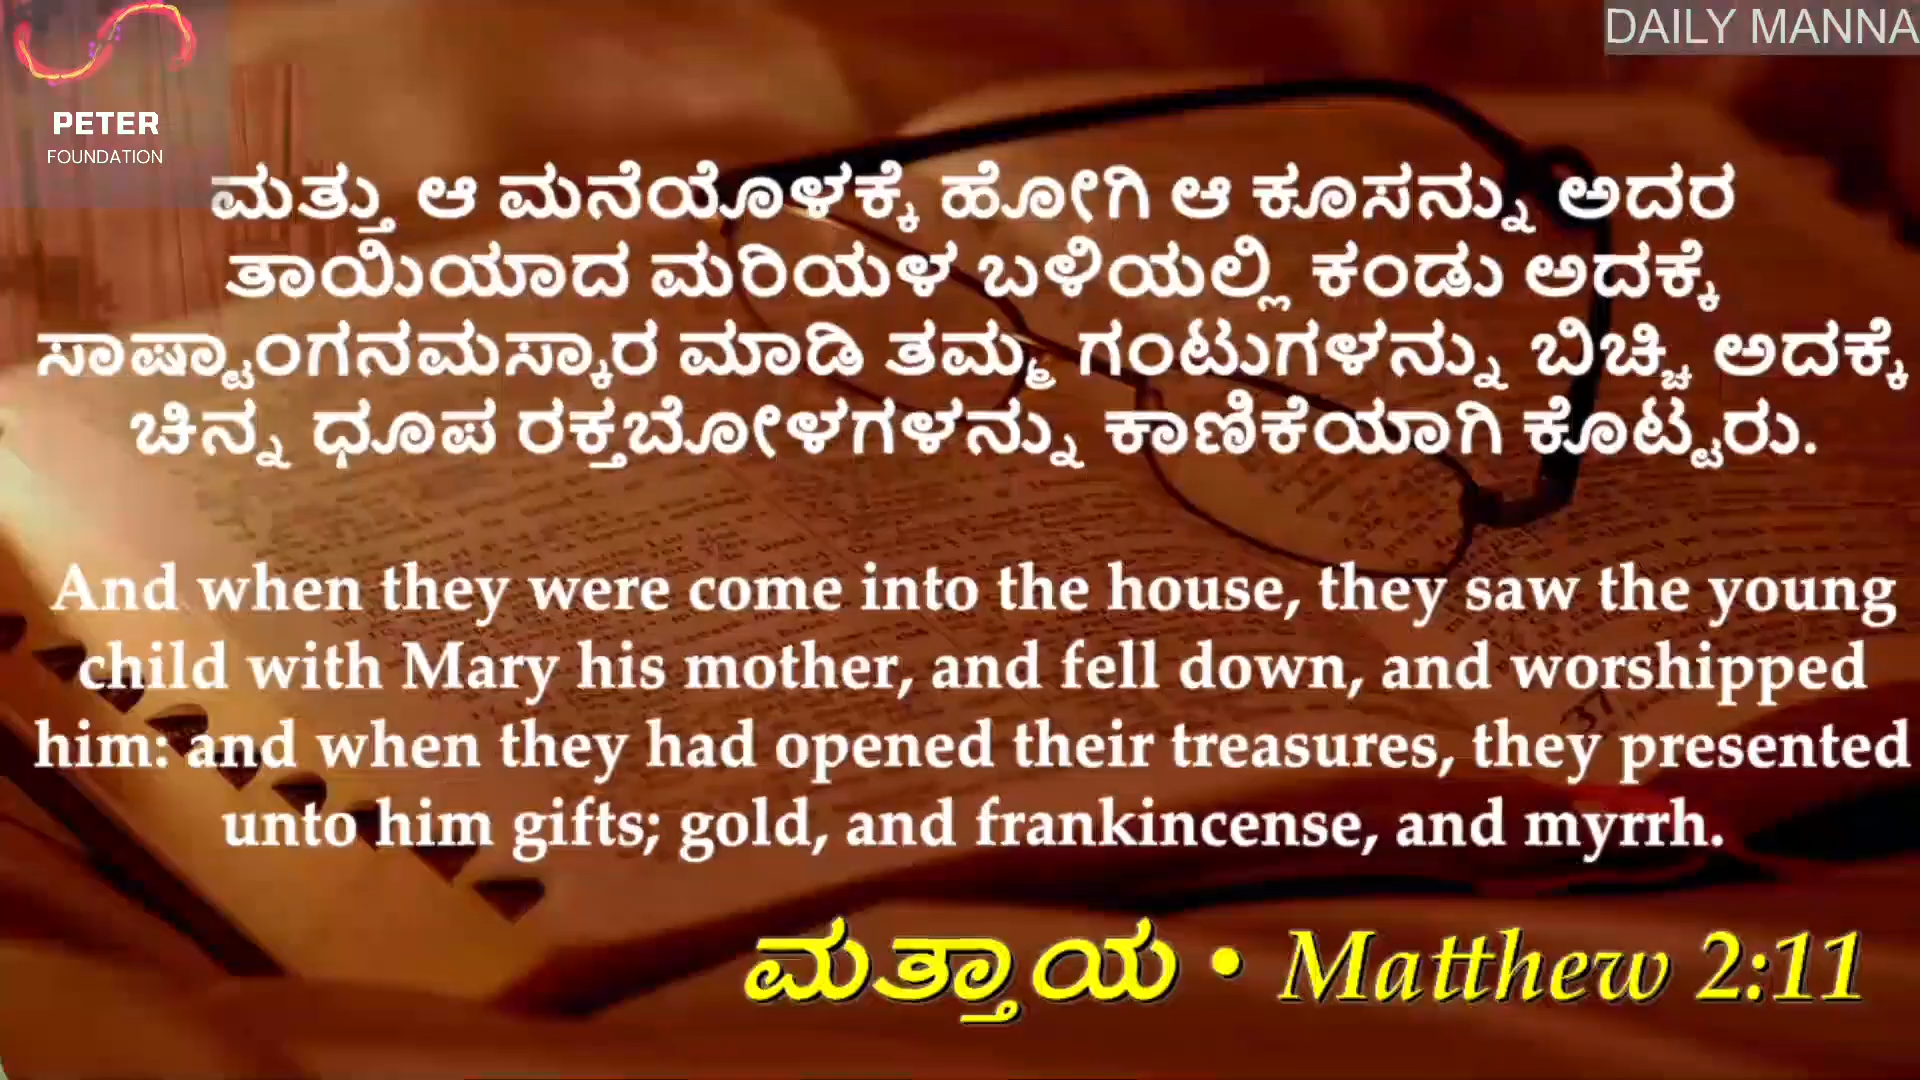 DAILY MANNA
PETER
FOUNDATION
ಮತ್ತು ಆ ಮನೆಯೊಳಕ್ಕೆ ಹೋಗಿ ಆ ಕೂಸನ್ನು ಅದರ
ತಾಯಿಯಾದ ಮರಿಯಳ ಬಳಿಯಲ್ಲಿ ಕಂಡು ಅದಕ್ಕೆ
ಸಾಷ್ಟಾಂಗನಮಸ್ಕಾರ ಮಾಡಿ ತಮ್ಮ ಗಂಟುಗಳನ್ನು ಬಿಚ್ಚಿ ಅದಕ್ಕೆ
ಚಿನ್ನ ಧೂಪ ರಕ್ತಬೋಳಗಳನ್ನು ಕಾಣಿಕೆಯಾಗಿ ಕೊಟ್ಟರು.
And when they were come into the house, they saw the young
child with Mary his mother, and fell down, and worshipped
him: and when they had opened their treasures, they presented
unto him gifts; gold, and frankincense, and myrrh.
ಮತ್ತಾಯ • Matthew 2:11